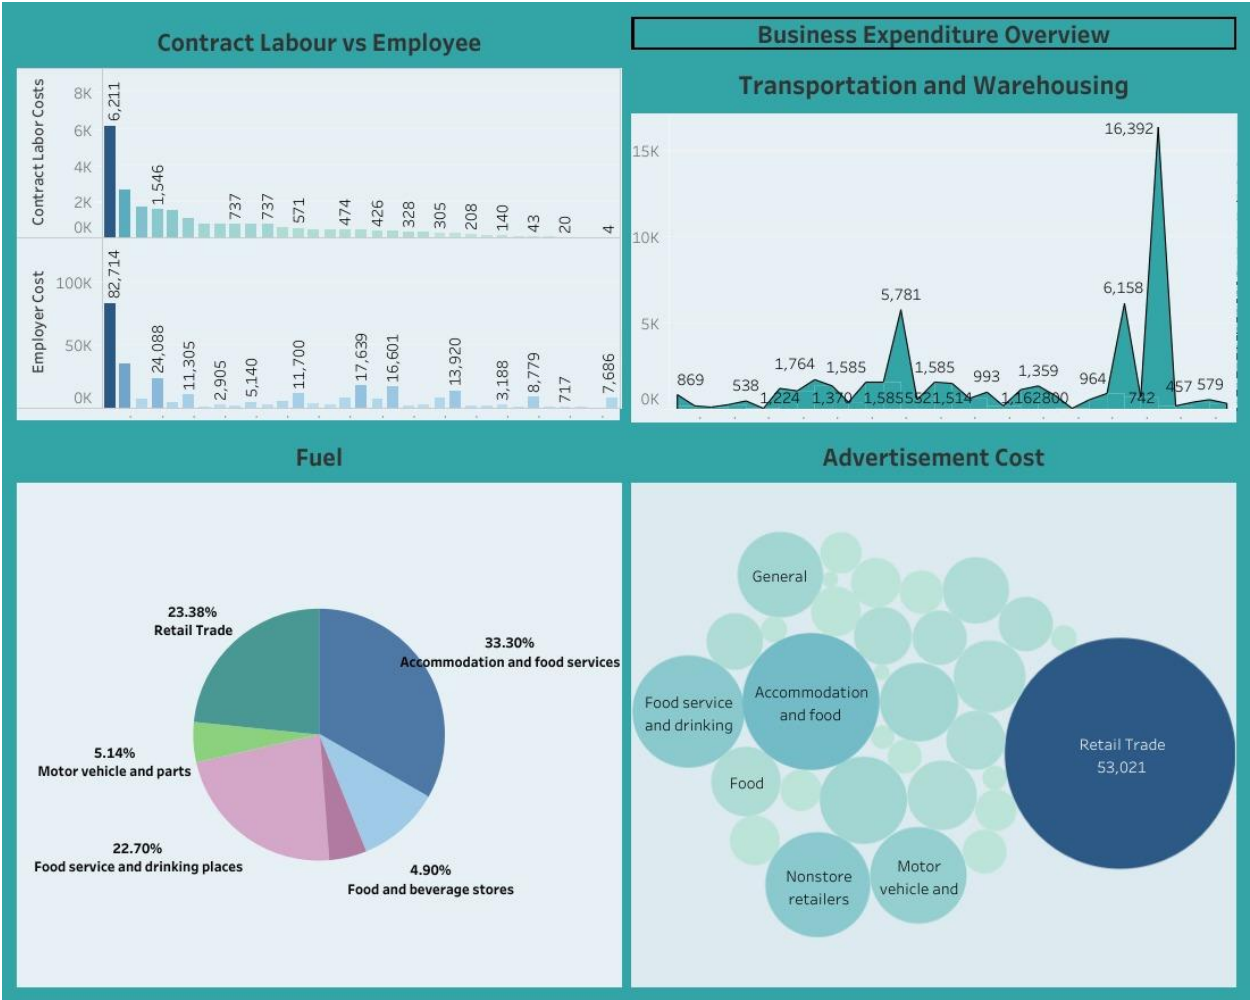 Contract Labour vs Employee
Contract Labor Costs
8K
6K
4K
2K
0K
6,211
1,546
737
737
571
474
426
328
305
208
140
43
20
4
Employer Cost
100K
50K
0K
82,714
24,088
11,305
2,905
5,140
11,700
17,639
16,601
13,920
3,188
8,779
717
7,686
Business Expenditure Overview
Transportation and Warehousing
15K
10K
5K
0K
869
538
1,224
1,764
1,370
1,585
1,585
5,781
1,585
1,514
993
1,162
800
1,359
964
6,158
742
16,392
457
579
Fuel
23.38%
Retail Trade
33.30%
Accommodation and food services
5.14%
Motor vehicle and parts
22.70%
Food service and drinking places
4.90%
Food and beverage stores
Advertisement Cost
General
Accommodation
and food
Food service
and drinking
Food
Nonstore
retailers
Motor
vehicle and
Retail Trade
53,021